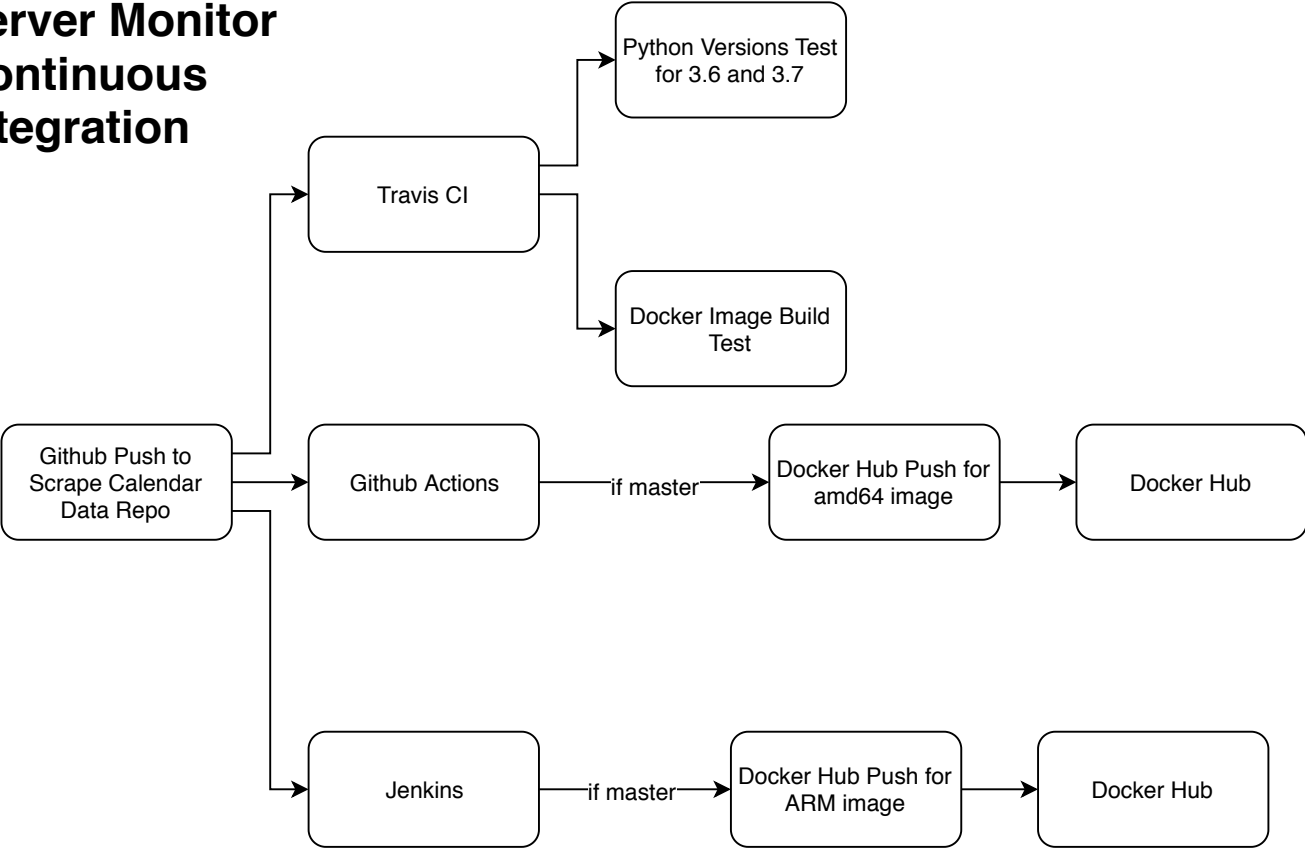 erver Monitor
ontinuous
tegration
Python Versions Test
for 3.6 and 3.7
Travis CI
Docker Image Build
Test
Github Push to
Scrape Calendar
Data Repo
Github Actions
if master
Docker Hub Push for
amd64 image
Docker Hub
Jenkins
if master
Docker Hub Push for
ARM image
Docker Hub